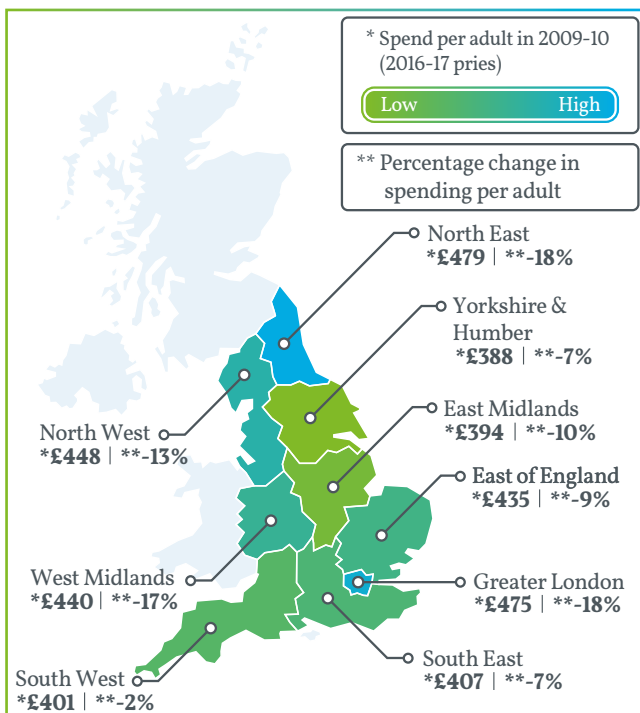 * Spend per adult in 2009-10
(2016-17 pries)
Low High
** Percentage change in
spending per adult
North East
*£479 | **-18%
Yorkshire &
Humber
*£388 | **-7%
East Midlands
*£394 | **-10%
North West
*£448 | **-13%
East of England
*£435 | **-9%
West Midlands
*£440 | **-17%
Greater London
*£475 | **-18%
South East
*£407 | **-7%
South West
*£401 | **-2%